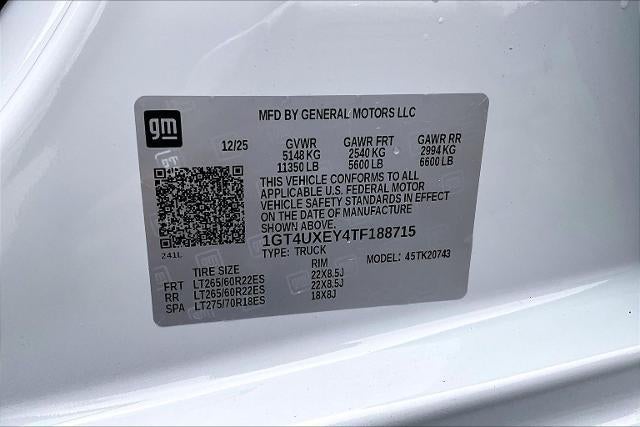 gm
MFD BY GENERAL MOTORS LLC
12/25 GVWR GAWR FRT GAWR RR
5148 KG 2540 KG 2994 KG
11350 LB 5600 LB 6600 LB
THIS VEHICLE CONFORMS TO ALL
APPLICABLE U.S. FEDERAL MOTOR
VEHICLE SAFETY STANDARDS IN EFFECT
ON THE DATE OF MANUFACTURE SHOWN ABOVE.
1GT4UXEY4TF188715
241L
TYPE: TRUCK MODEL: 45TK20743
TIRE SIZE RIM
FRT LT265/60R22ES 22X8.5J
RR LT265/60R22ES 22X8.5J
SPA LT275/70R18ES 18X8J